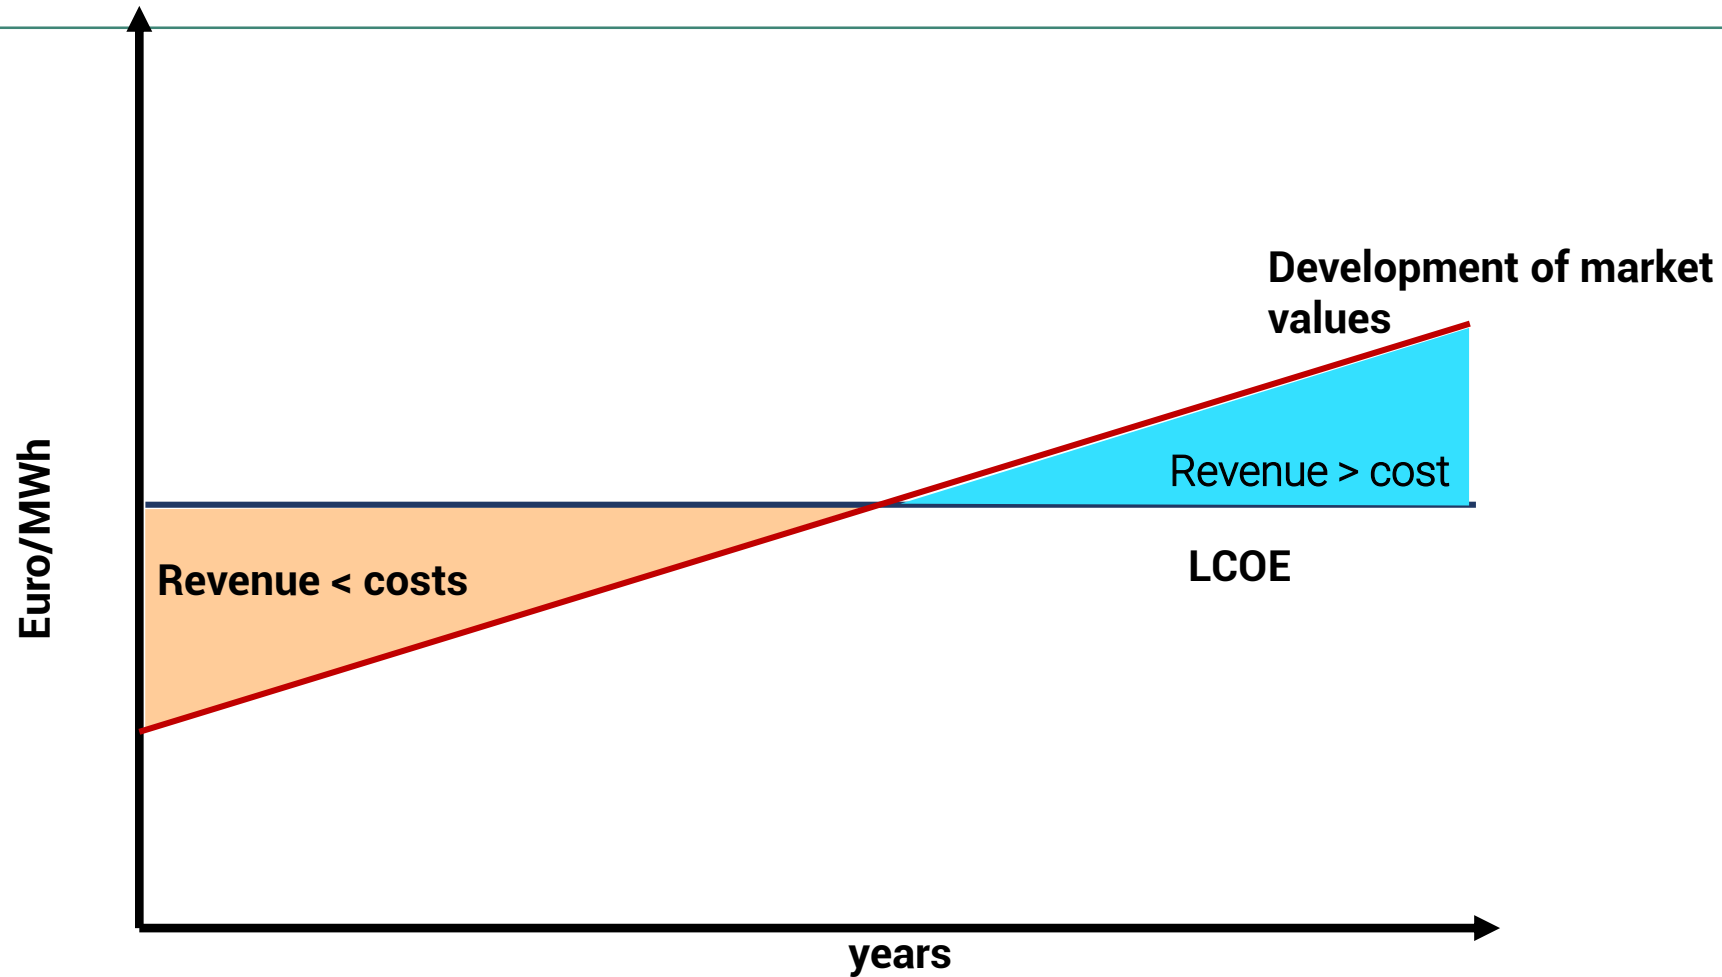 Development of market
values
Revenue > cost
LCOE
Revenue < costs
Euro/MWh
years